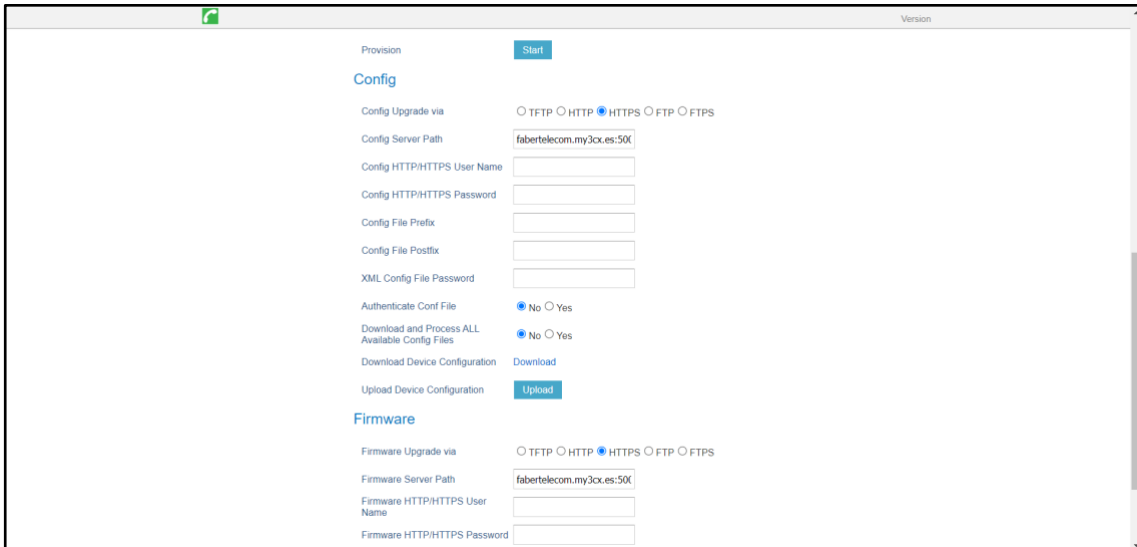 Version
Provision Start
Config
Config Upgrade via TFTP HTTP HTTPS FTP FTPS
Config Server Path fabertelecom.my3cx.es:50
Config HTTP/HTTPS User Name
Config HTTP/HTTPS Password
Config File Prefix
Config File Postfix
XML Config File Password
Authenticate Conf File No Yes
Download and Process ALL
Available Config Files No Yes
Download Device Configuration Download
Upload Device Configuration Upload
Firmware
Firmware Upgrade via TFTP HTTP HTTPS FTP FTPS
Firmware Server Path fabertelecom.my3cx.es:50
Firmware HTTP/HTTPS User
Name
Firmware HTTP/HTTPS Password